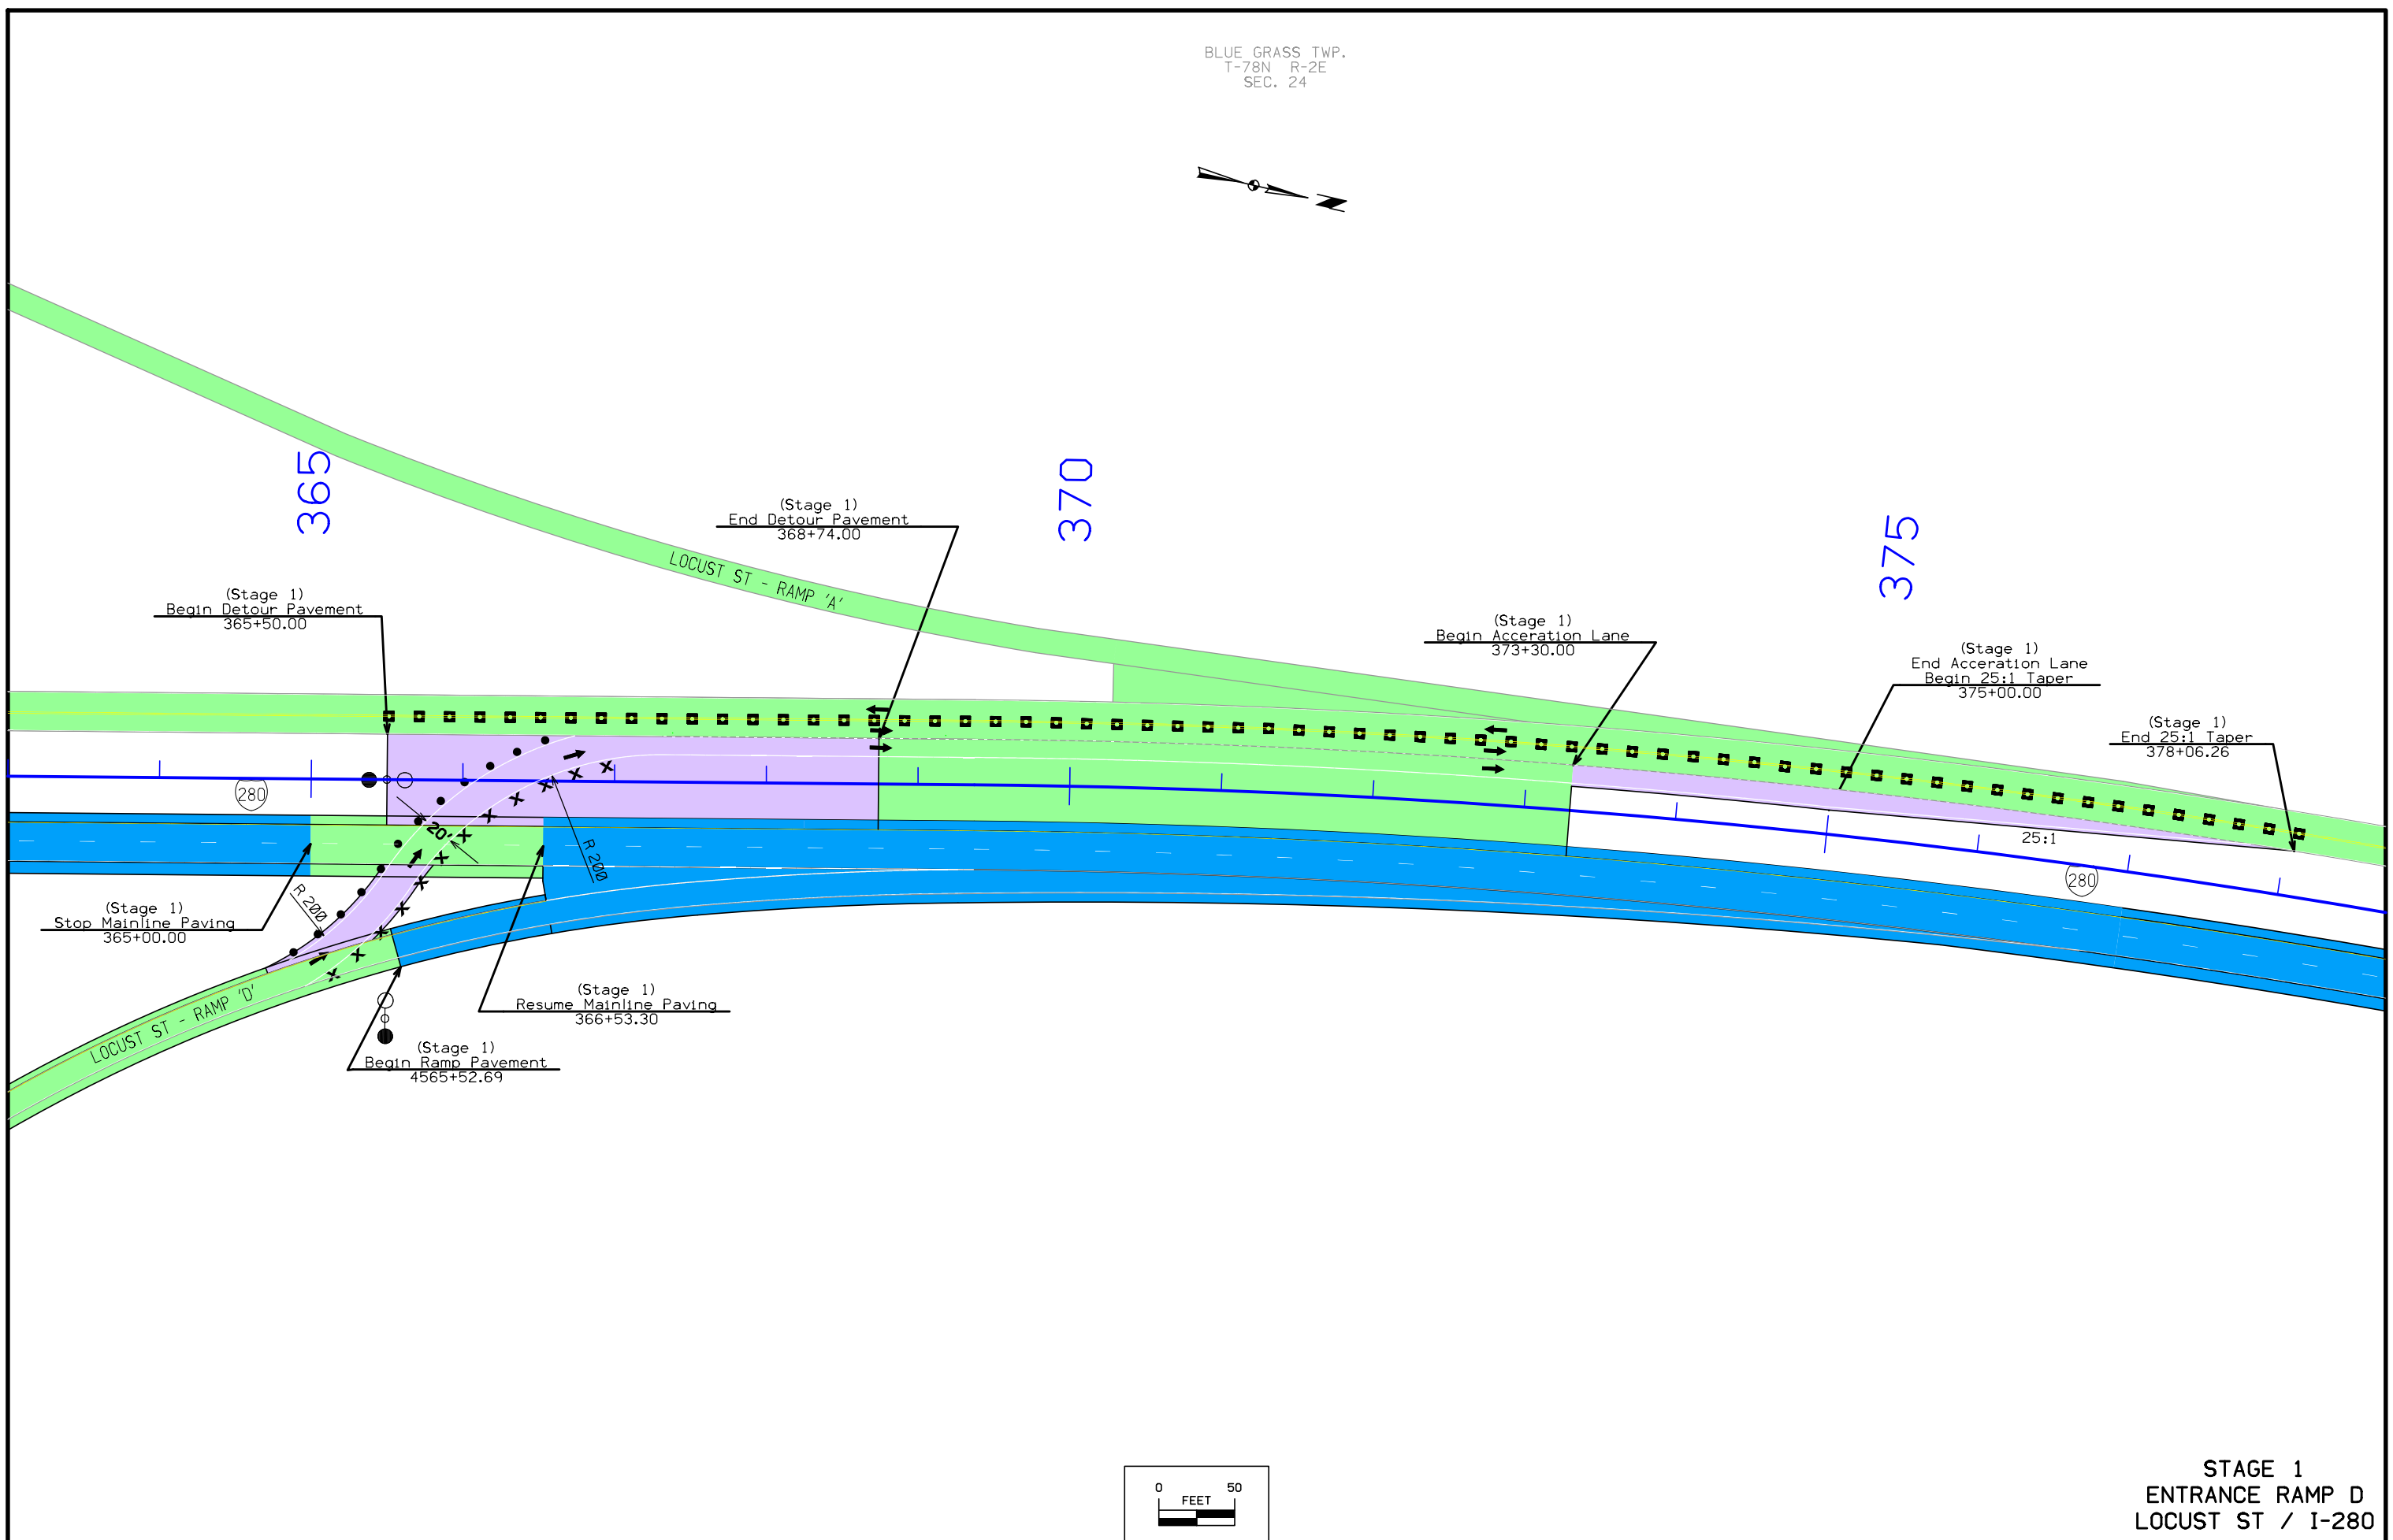 BLUE GRASS TWP.
T-78N R-2E
SEC. 24
N
365
370
375
(Stage 1)
End Detour Pavement
368+74.00
LOCUST ST - RAMP 'A'
(Stage 1)
Begin Detour Pavement
365+50.00
(Stage 1)
Begin Acceration Lane
373+30.00
(Stage 1)
End Acceration Lane
Begin 25:1 Taper
375+00.00
(Stage 1)
End 25:1 Taper
378+06.26
280
20'
R 200
25:1
280
R 200
(Stage 1)
Stop Mainline Paving
365+00.00
LOCUST ST - RAMP 'D'
(Stage 1)
Resume Mainline Paving
366+53.30
(Stage 1)
Begin Ramp Pavement
4565+52.69
0 50
FEET
STAGE 1
ENTRANCE RAMP D
LOCUST ST / I-280